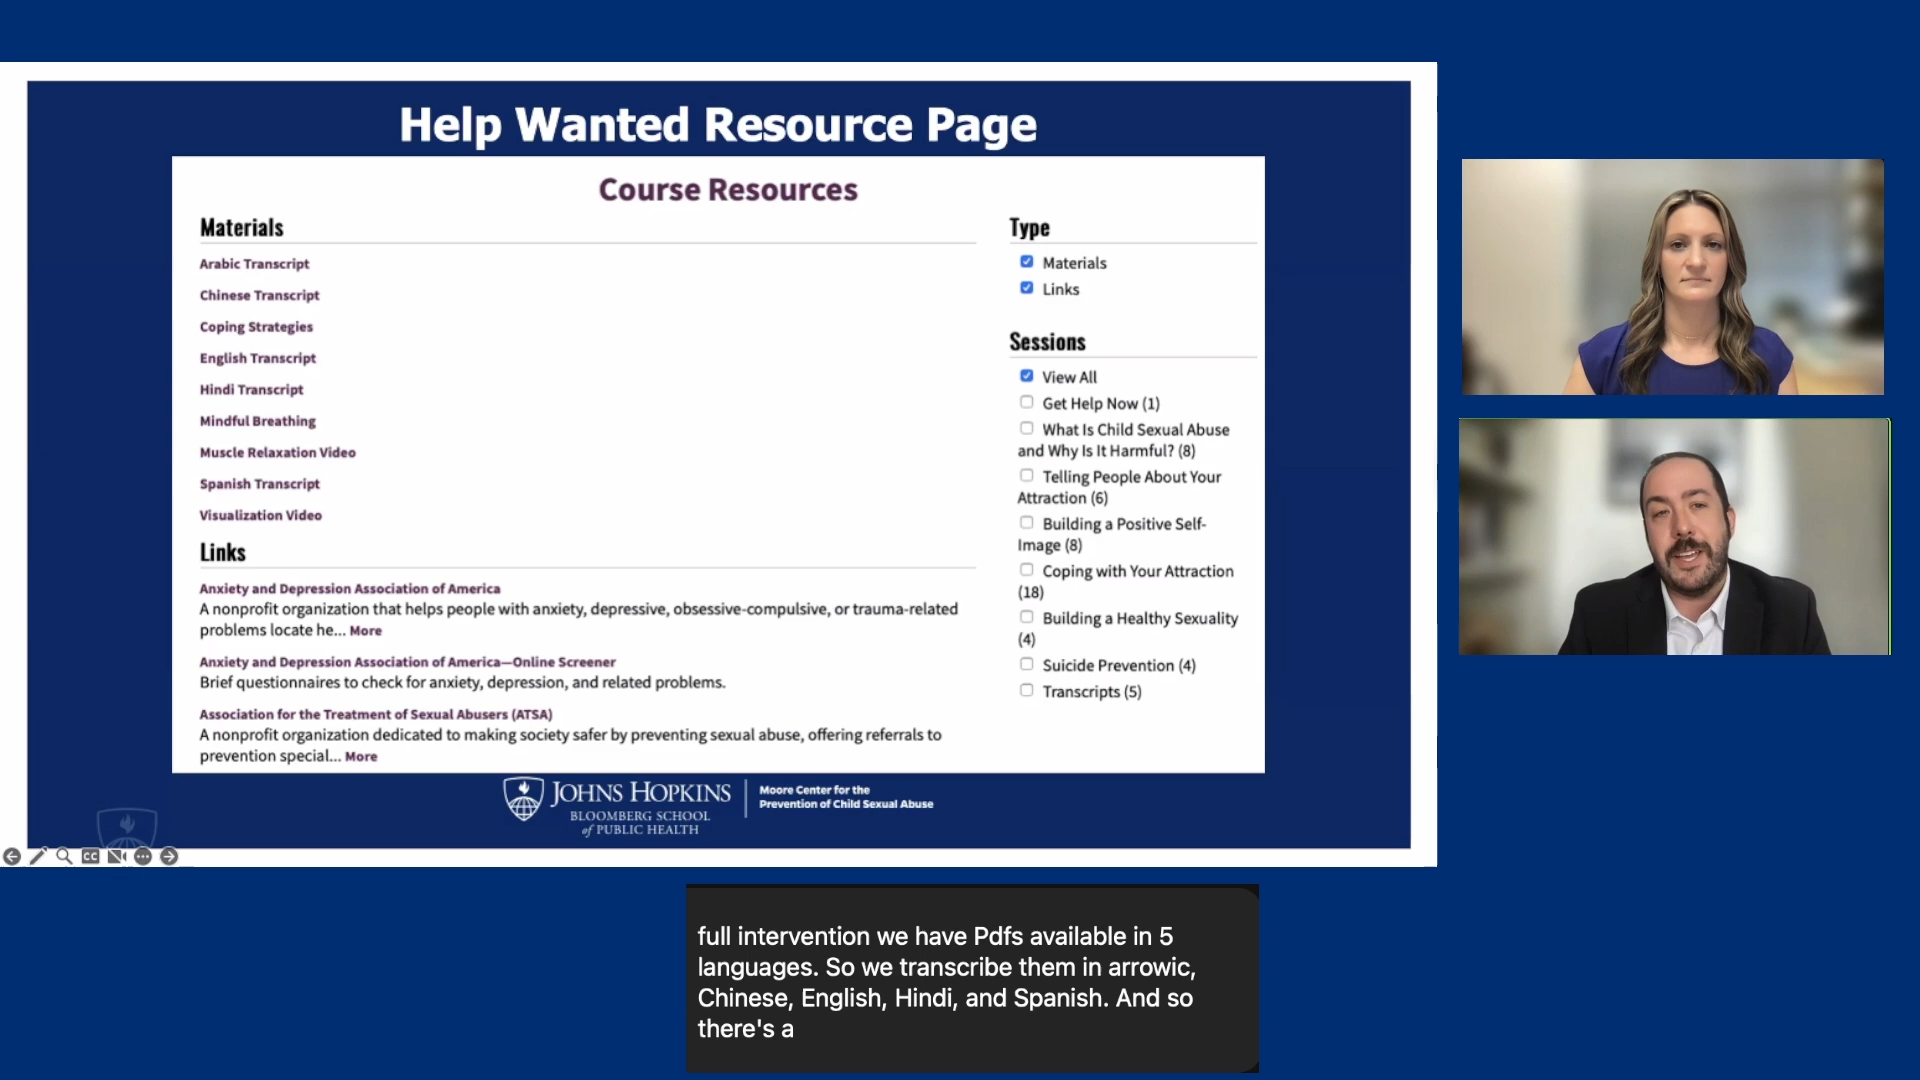 Help Wanted Resource Page
Course Resources
Materials
Arabic Transcript
Chinese Transcript
Coping Strategies
English Transcript
Hindi Transcript
Mindful Breathing
Muscle Relaxation Video
Spanish Transcript
Visualization Video
Links
Anxiety and Depression Association of America
A nonprofit organization that helps people with anxiety, depressive, obsessive-compulsive, or trauma-related
problems locate he... More
Anxiety and Depression Association of America—Online Screener
Brief questionnaires to check for anxiety, depression, and related problems.
Association for the Treatment of Sexual Abusers (ATSA)
A nonprofit organization dedicated to making society safer by preventing sexual abuse, offering referrals to
prevention special... More
Type
Materials
Links
Sessions
View All
Get Help Now (1)
What Is Child Sexual Abuse
and Why Is It Harmful? (8)
Telling People About Your
Attraction (6)
Building a Positive Self-
Image (8)
Coping with Your Attraction
(18)
Building a Healthy Sexuality
(4)
Suicide Prevention (4)
Transcripts (5)
JOHNS HOPKINS
BLOOMBERG SCHOOL
of PUBLIC HEALTH
Moore Center for the
Prevention of Child Sexual Abuse
CC
full intervention we have Pdfs available in 5
languages. So we transcribe them in arrowic,
Chinese, English, Hindi, and Spanish. And so
there's a